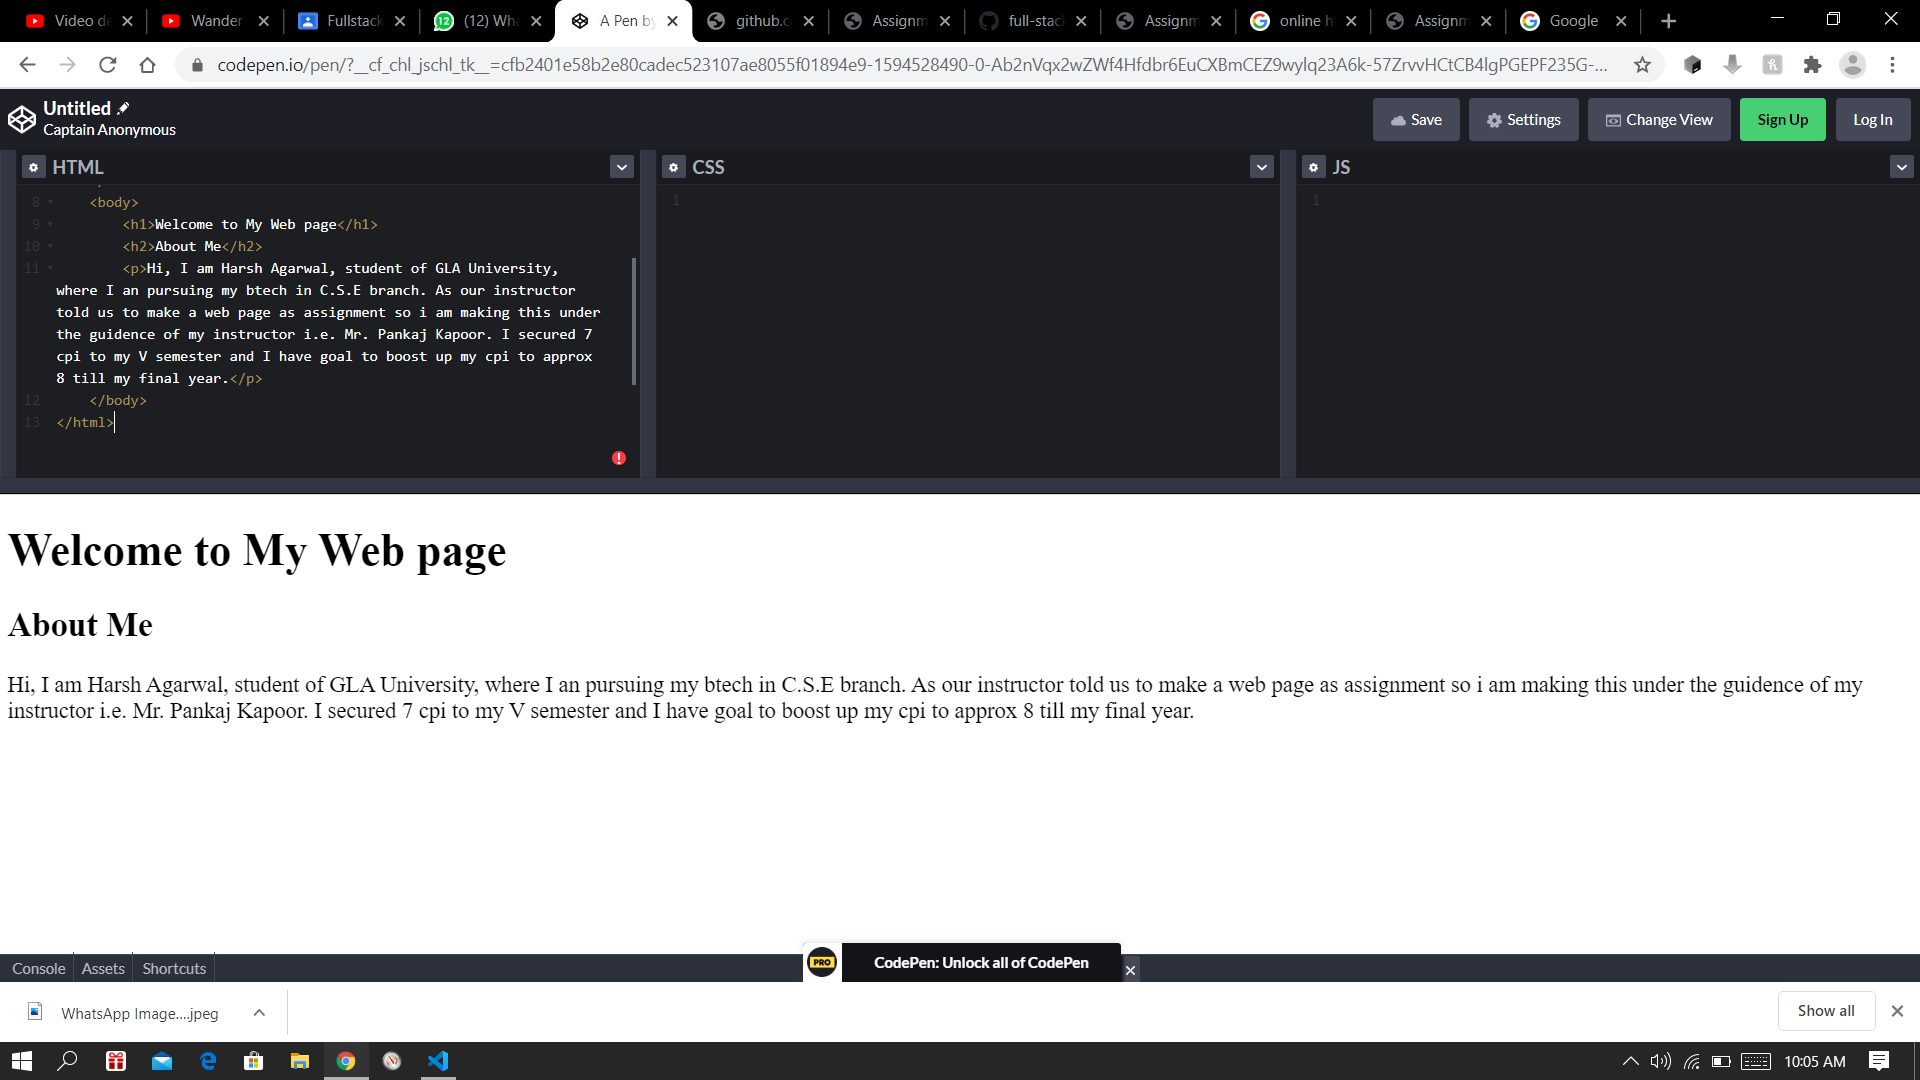 Video de
Wander
Fullstack
(12) Wha
A Pen by
github.c
Assignm
full-stac
Assignm
online h
Assignm
Google
codepen.io/pen/?__cf_chl_jschl_tk__=cfb2401e58b2e80cadec523107ae8055f01894e9-1594528490-0-Ab2nVqx2wZWf4Hfdbr6EuCXBmCEZ9wylq23A6k-57ZrvvHCtCB4lgPGEPF235G-...
Untitled
Captain Anonymous
Save
Settings
Change View
Sign Up
Log In
HTML
CSS
JS
8 <body>
9 <h1>Welcome to My Web page</h1>
10 <h2>About Me</h2>
11 <p>Hi, I am Harsh Agarwal, student of GLA University,
where I an pursuing my btech in C.S.E branch. As our instructor
told us to make a web page as assignment so i am making this under
the guidence of my instructor i.e. Mr. Pankaj Kapoor. I secured 7
cpi to my V semester and I have goal to boost up my cpi to approx
8 till my final year.</p>
12 </body>
13 </html>
1
1
Welcome to My Web page
About Me
Hi, I am Harsh Agarwal, student of GLA University, where I an pursuing my btech in C.S.E branch. As our instructor told us to make a web page as assignment so i am making this under the guidence of my
instructor i.e. Mr. Pankaj Kapoor. I secured 7 cpi to my V semester and I have goal to boost up my cpi to approx 8 till my final year.
Console
Assets
Shortcuts
PRO
CodePen: Unlock all of CodePen
WhatsApp Image....jpeg
Show all
10:05 AM